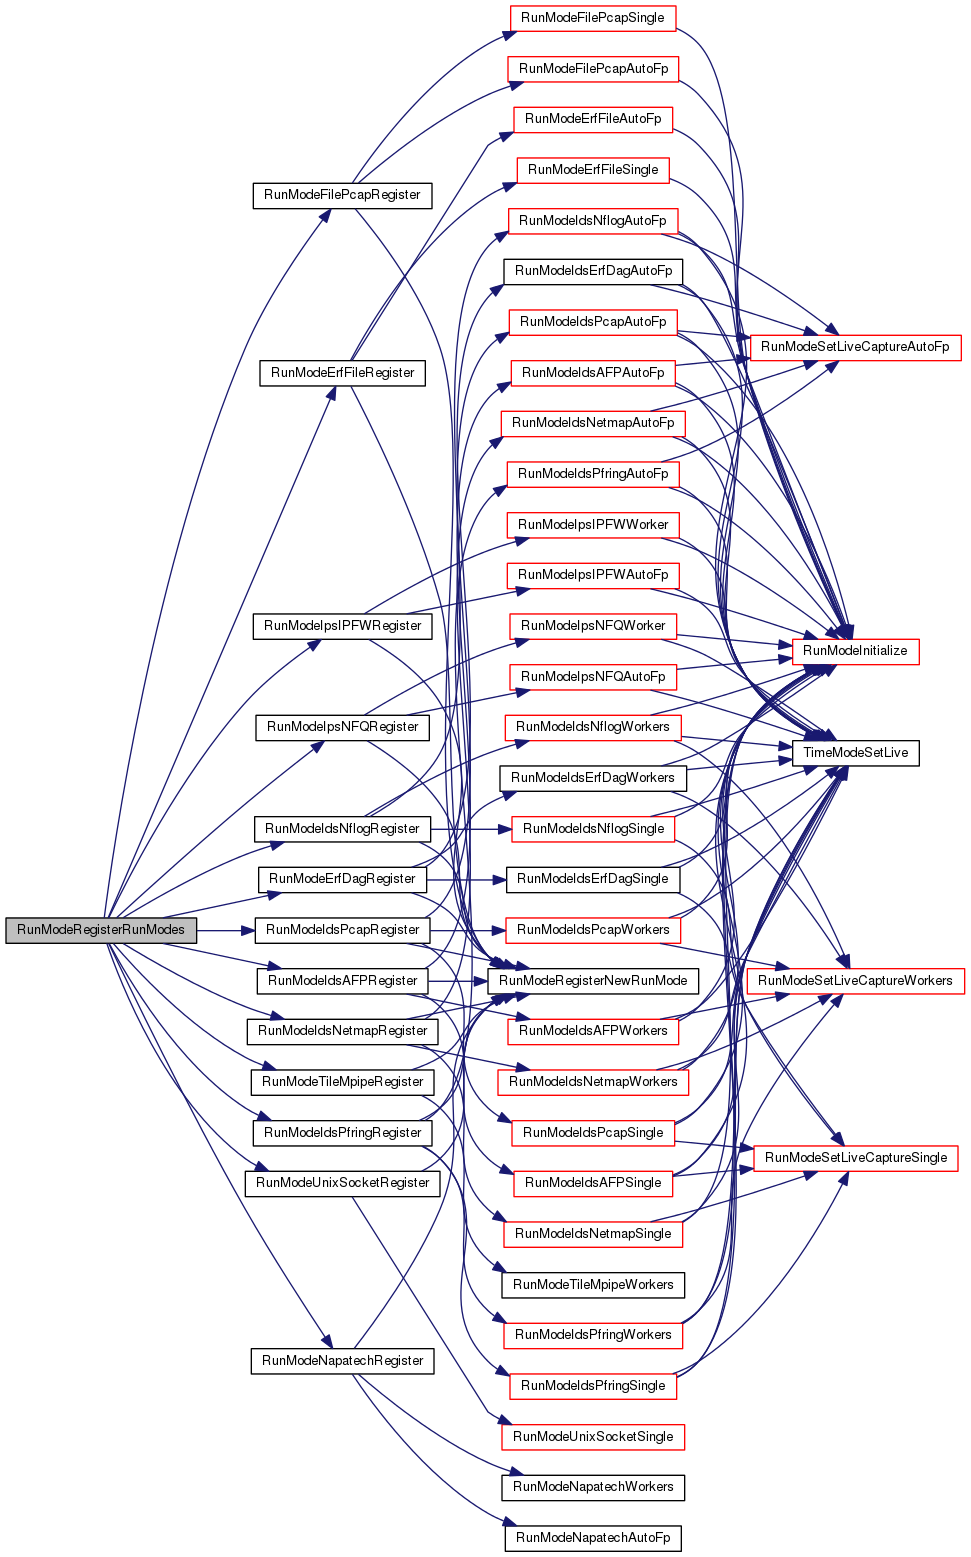 RunModeRegisterRunModes
RunModeFilePcapRegister
RunModeErfFileRegister
RunModeIpsIPFWRegister
RunModeIpsNFQRegister
RunModeIdsNflogRegister
RunModeErfDagRegister
RunModeIdsPcapRegister
RunModeIdsAFPRegister
RunModeIdsNetmapRegister
RunModeTileMpipeRegister
RunModeIdsPfringRegister
RunModeUnixSocketRegister
RunModeNapatechRegister
RunModeFilePcapSingle
RunModeFilePcapAutoFp
RunModeErfFileAutoFp
RunModeErfFileSingle
RunModeIdsNflogAutoFp
RunModeIdsErfDagAutoFp
RunModeIdsPcapAutoFp
RunModeIdsAFPAutoFp
RunModeIdsNetmapAutoFp
RunModeIdsPfringAutoFp
RunModeIpsIPFWWorker
RunModeIpsIPFWAutoFp
RunModeIpsNFQWorker
RunModeIpsNFQAutoFp
RunModeIdsNflogWorkers
RunModeIdsErfDagWorkers
RunModeIdsNflogSingle
RunModeIdsErfDagSingle
RunModeIdsPcapWorkers
RunModeRegisterNewRunMode
RunModeIdsAFPWorkers
RunModeIdsNetmapWorkers
RunModeIdsPcapSingle
RunModeIdsAFPSingle
RunModeIdsNetmapSingle
RunModeTileMpipeWorkers
RunModeIdsPfringWorkers
RunModeIdsPfringSingle
RunModeUnixSocketSingle
RunModeNapatechWorkers
RunModeNapatechAutoFp
RunModeSetLiveCaptureAutoFp
RunModeInitialize
TimeModeSetLive
RunModeSetLiveCaptureWorkers
RunModeSetLiveCaptureSingle